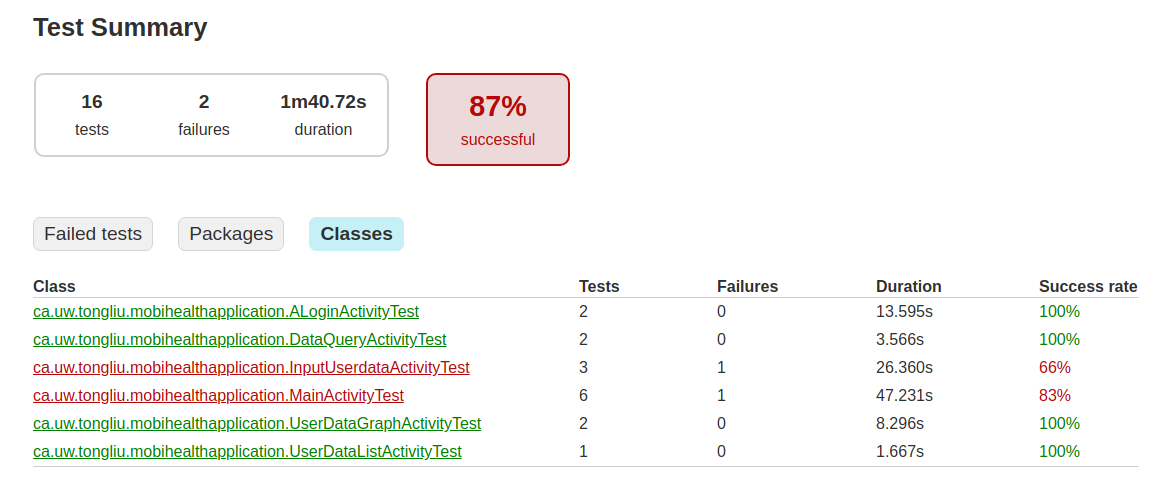 Test Summary
16 2 1m40.72s
tests failures duration
87%
successful
Failed tests Packages Classes
Class Tests Failures Duration Success rate
ca.uw.tongliu.mobihealthapplication.ALoginActivityTest 2 0 13.595s 100%
ca.uw.tongliu.mobihealthapplication.DataQueryActivityTest 2 0 3.566s 100%
ca.uw.tongliu.mobihealthapplication.InputUserdataActivityTest 3 1 26.360s 66%
ca.uw.tongliu.mobihealthapplication.MainActivityTest 6 1 47.231s 83%
ca.uw.tongliu.mobihealthapplication.UserDataGraphActivityTest 2 0 8.296s 100%
ca.uw.tongliu.mobihealthapplication.UserDataListActivityTest 1 0 1.667s 100%